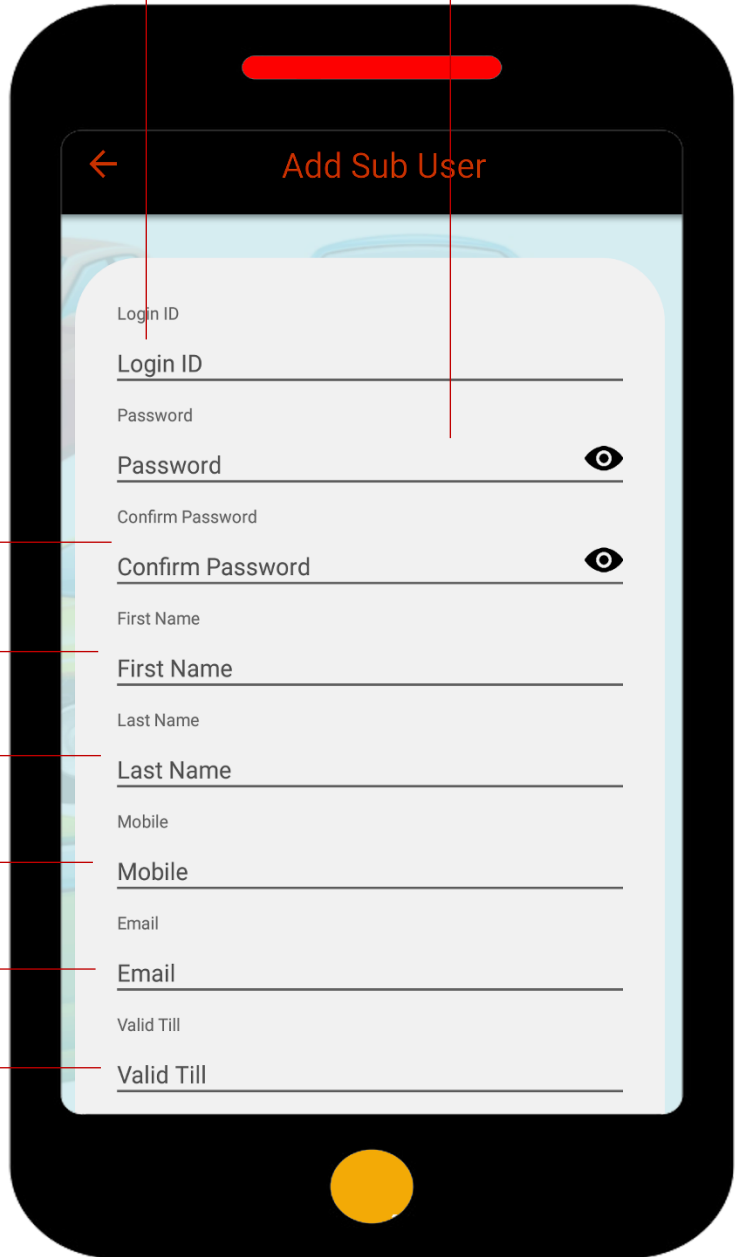 Add Sub User
Login ID
Login ID
Password
Password
Confirm Password
Confirm Password
First Name
First Name
Last Name
Last Name
Mobile
Mobile
Email
Email
Valid Till
Valid Till